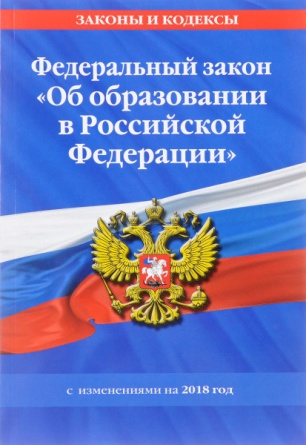 ЗАКОНЫ И КОДЕКСЫ
Федеральный закон
«Об образовании
в Российской
Федерации»
с изменениями на 2018 год